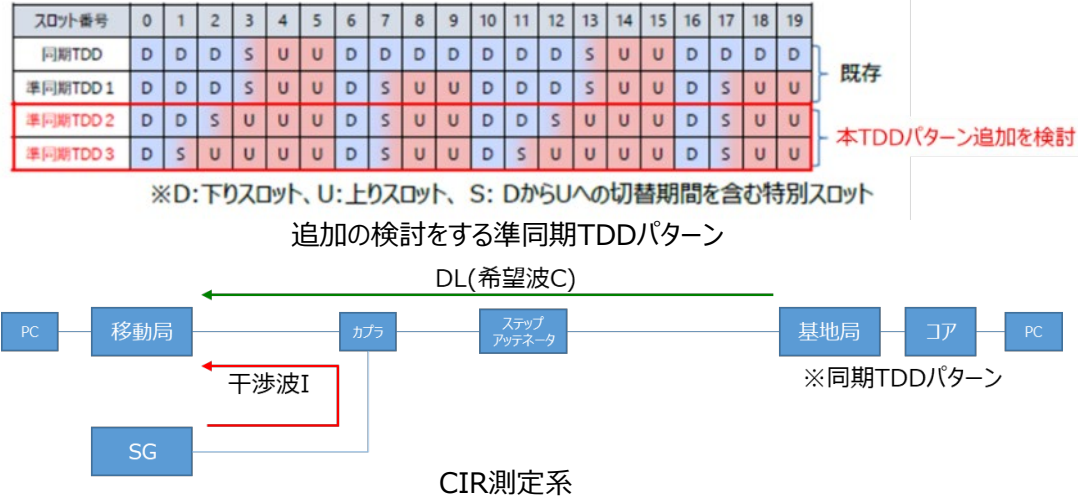 スロット番号 0 1 2 3 4 5 6 7 8 9 10 11 12 13 14 15 16 17 18 19
同期TDD D D D S U U D D D D D D D S U U D D D D
準同期TDD 1 D D D S U U D S U U D D D S U U D S U U
既存
準同期TDD 2 D D S U U U D S U U D D S U U U D S U U
準同期TDD 3 D S U U U U D S U U D S U U U U D S U U
本TDDパターン追加を検討
※D:下りスロット、U:上りスロット、S: DからUへの切替期間を含む特別スロット
追加の検討をする準同期TDDパターン
DL(希望波C)
PC 移動局 カプラ ステップ 基地局 コア PC
アッテネータ
干渉波I
※同期TDDパターン
SG
CIR測定系